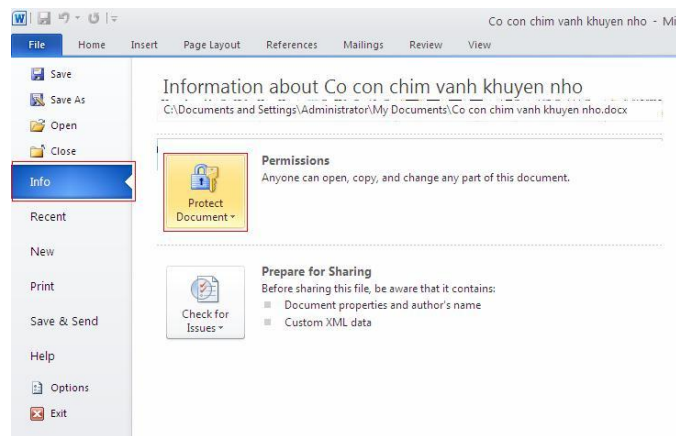 W
Co con chim vanh khuyen nho - Mi
File Home Insert Page Layout References Mailings Review View
Save
Save As
Open
Close
Info
Recent
New
Print
Save & Send
Help
Options
Exit
Information about Co con chim vanh khuyen nho
C:\Documents and Settings\Administrator\My Documents\Co con chim vanh khuyen nho.docx
Protect
Document
Permissions
Anyone can open, copy, and change any part of this document.
Check for
Issues
Prepare for Sharing
Before sharing this file, be aware that it contains:
Document properties and author's name
Custom XML data